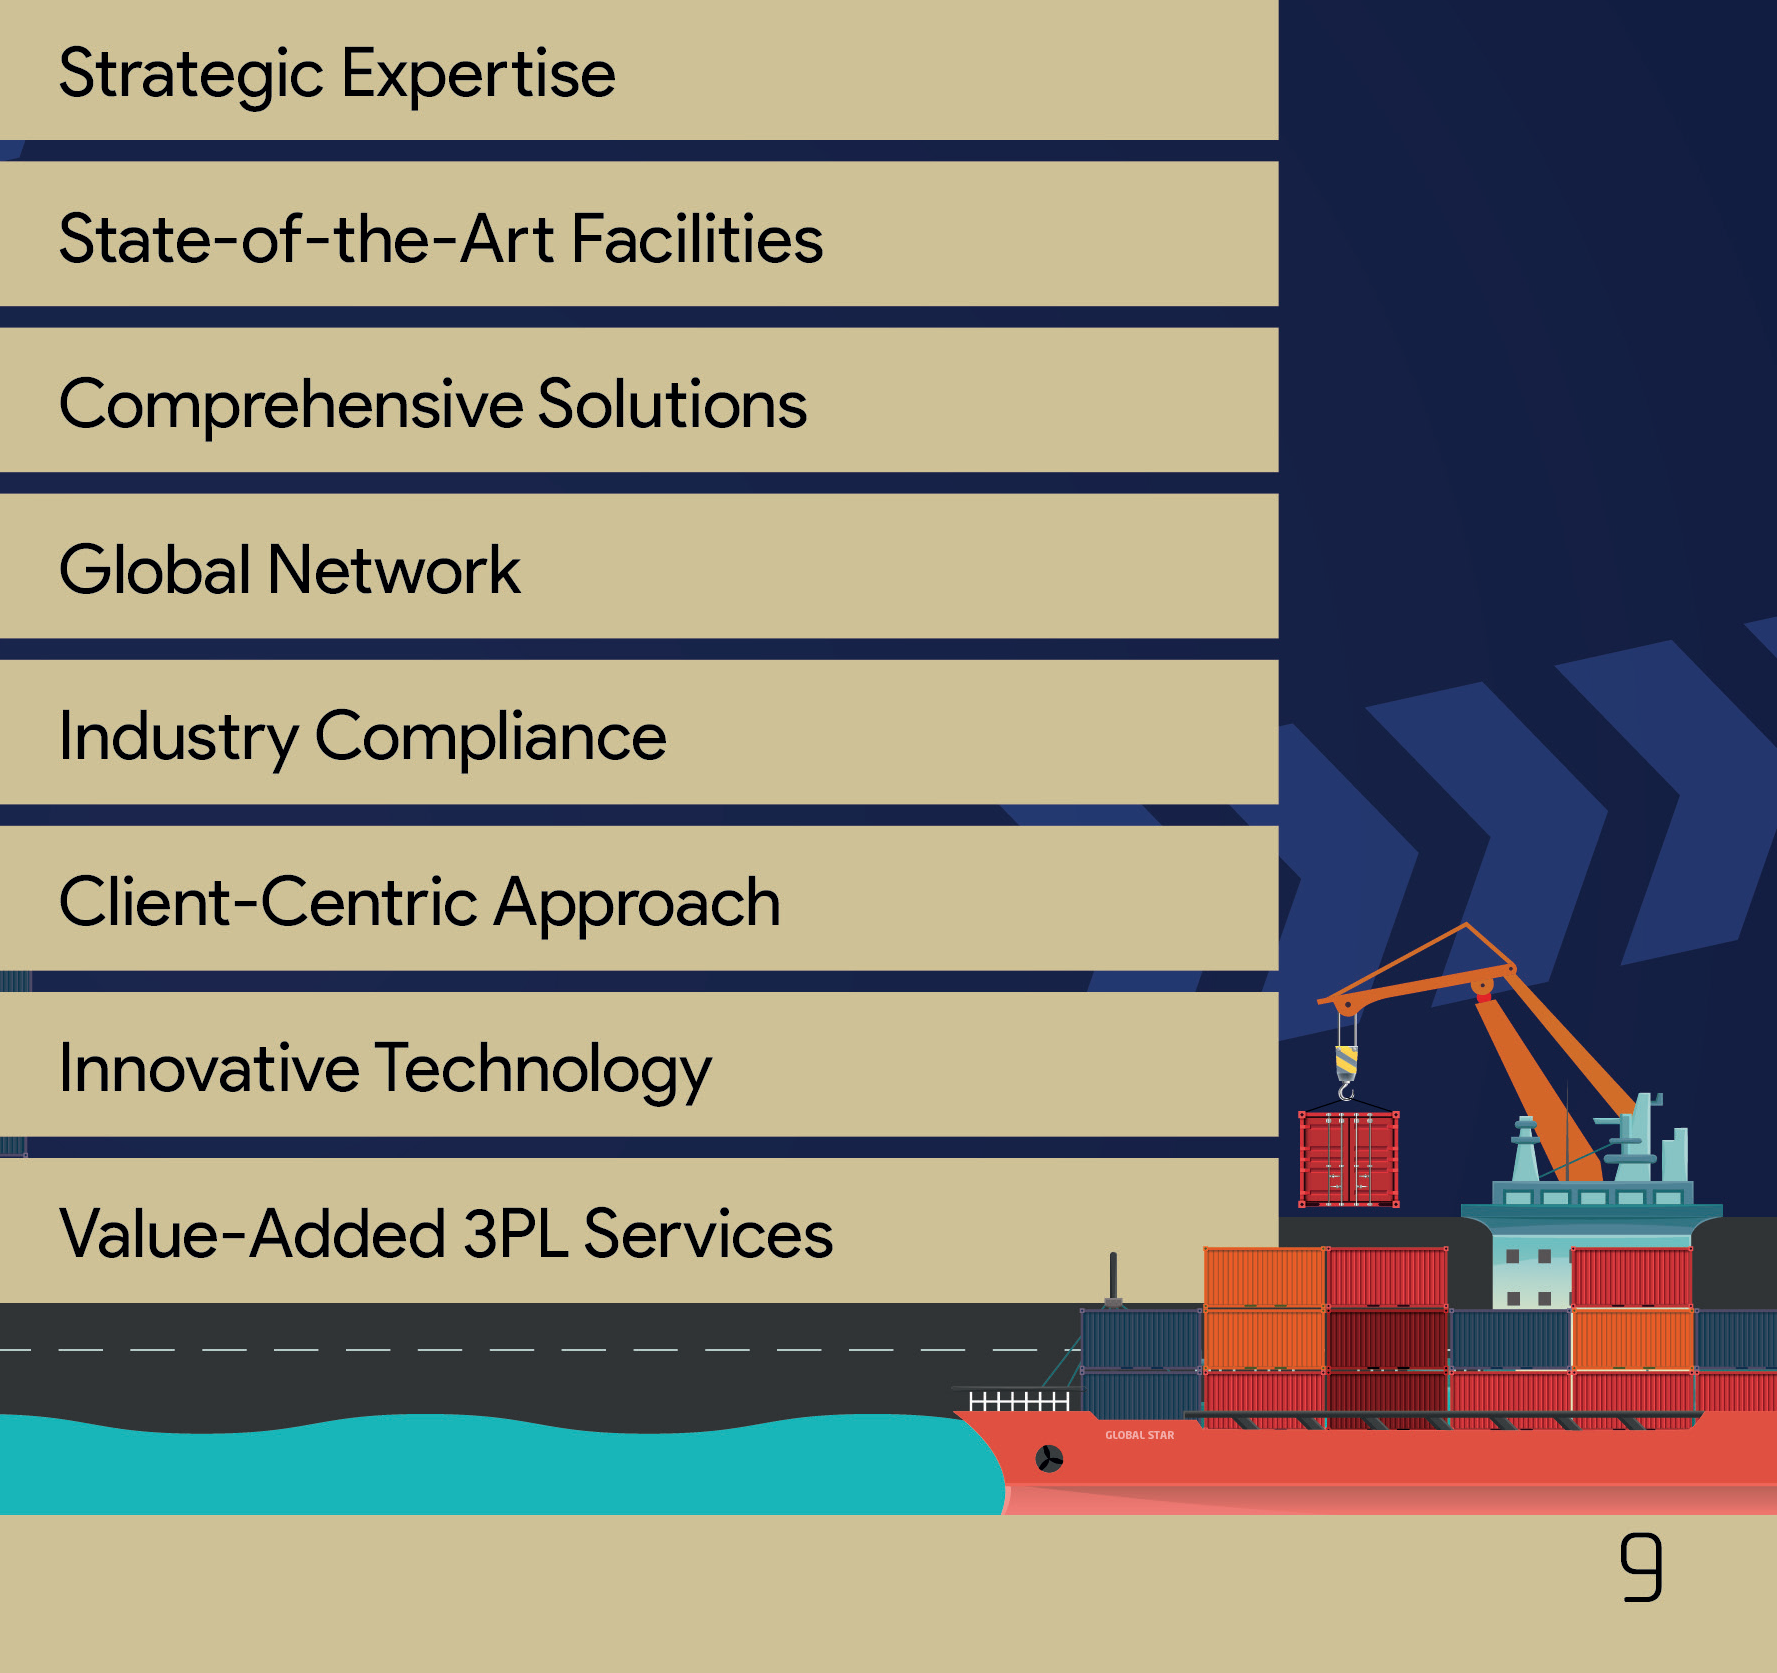 Strategic Expertise
State-of-the-Art Facilities
Comprehensive Solutions
Global Network
Industry Compliance
Client-Centric Approach
Innovative Technology
Value-Added 3PL Services
GLOBAL STAR
9